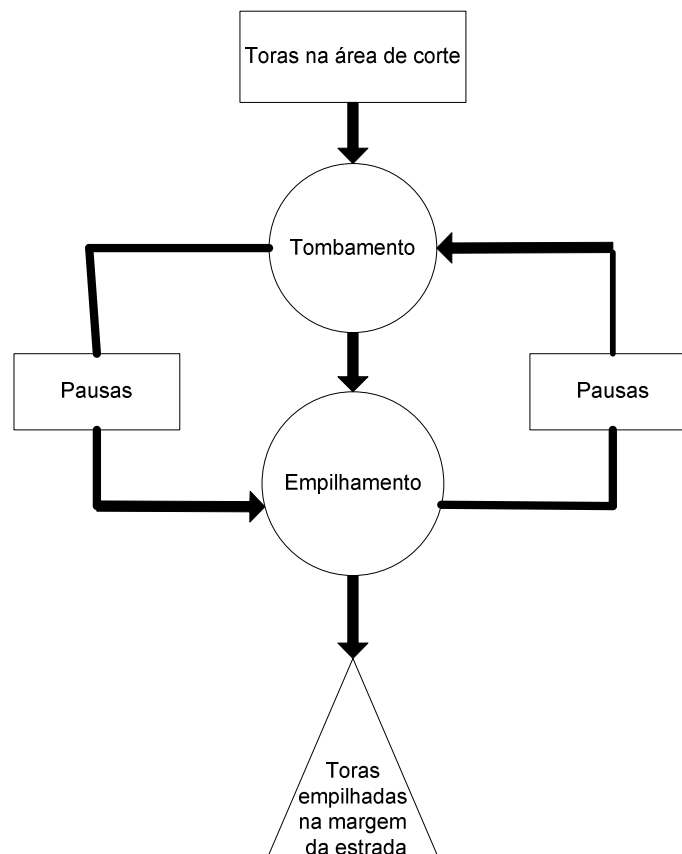 Toras na área de corte
Tombamento
Pausas
Pausas
Empilhamento
Toras
empilhadas
na margem
da estrada